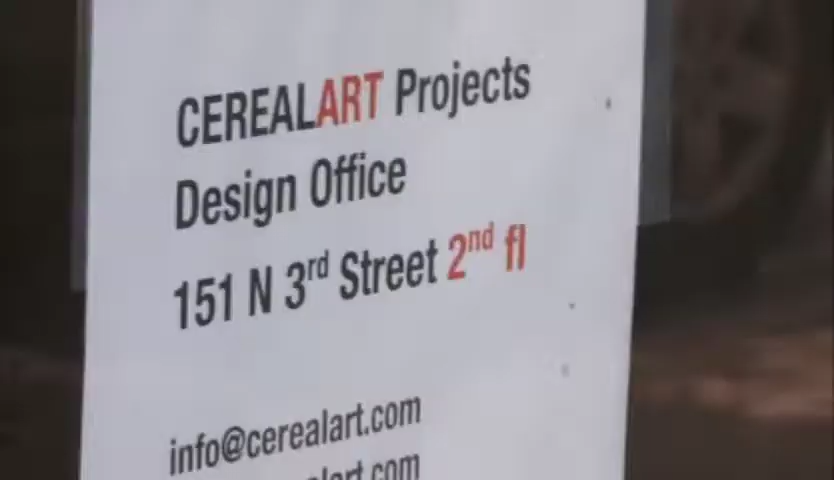 CEREALART Projects
Design Office
151 N 3rd Street 2nd fl
info@cerealart.com